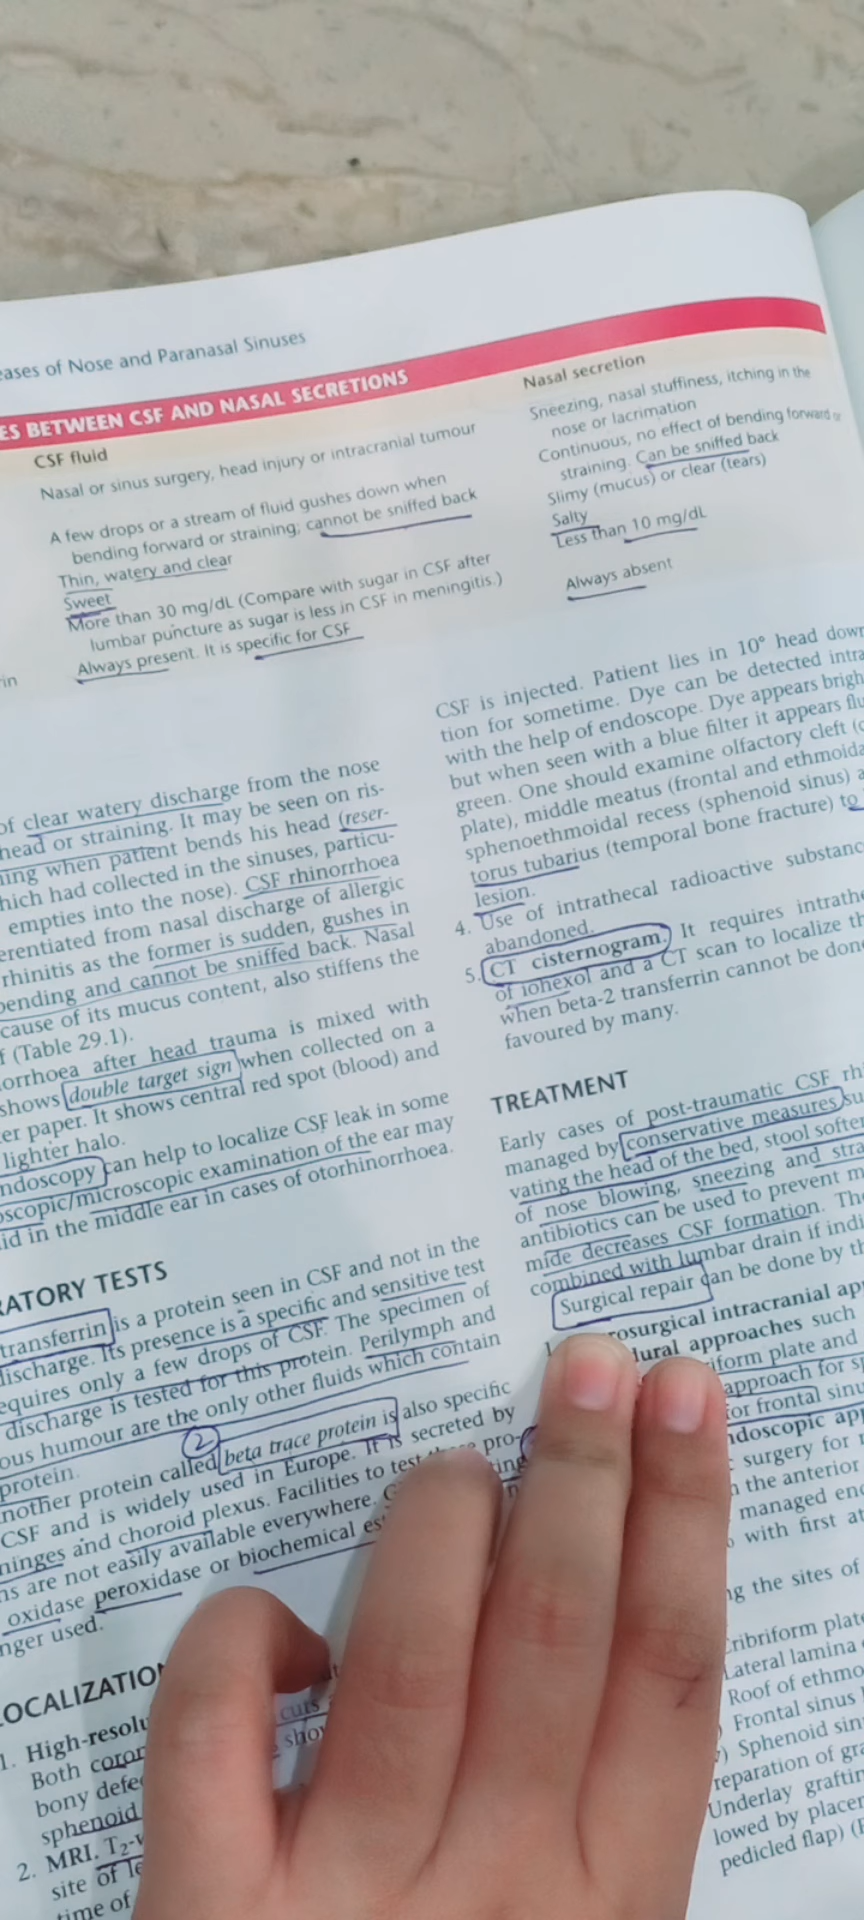 eases of Nose and Paranasal Sinuses
ES BETWEEN CSF AND NASAL SECRETIONS
CSF fluid
Nasal or sinus surgery, head injury or intracranial tumour
A few drops or a stream of fluid gushes down when
bending forward or straining; cannot be sniffed back
Thin, watery and clear
Sweet
More than 30 mg/dL (Compare with sugar in CSF after
lumbar puncture as sugar is less in CSF in meningitis.)
Always present. It is specific for CSF
in
Nasal secretion
Sneezing, nasal stuffiness, itching in the
nose or lacrimation
Continuous, no effect of bending forward or
straining. Can be sniffed back
Slimy (mucus) or clear (tears)
Salty
Less than 10 mg/dL
Always absent
of clear watery discharge from the nose
head or straining. It may be seen on ris-
ing when patient bends his head (reser-
hich had collected in the sinuses, particu-
empties into the nose). CSF rhinorrhoea
erentiated from nasal discharge of allergic
rhinitis as the former is sudden, gushes in
bending and cannot be sniffed back. Nasal
cause of its mucus content, also stiffens the
f (Table 29.1).
orrhoea after head trauma is mixed with
shows double target sign when collected on a
er paper. It shows central red spot (blood) and
lighter halo.
ndoscopy can help to localize CSF leak in some
oscopic/microscopic examination of the ear may
id in the middle ear in cases of otorhinorrhoea.
RATORY TESTS
transferrin is a protein seen in CSF and not in the
discharge. Its presence is a specific and sensitive test
equires only a few drops of CSF. The specimen of
discharge is tested for this protein. Perilymph and
ous humour are the only other fluids which contain
protein.
2
nother protein called beta trace protein is also specific
CSF and is widely used in Europe. It is secreted by
ninges and choroid plexus. Facilities to test pro-
ns are not easily available everywhere. ting
oxidase peroxidase or biochemical es
nger used.
OCALIZATIO
1. High-resolu
Both coron cuts
bony defe sho
sphenoid
2. MRI. T2-
site of le
time of
CSF is injected. Patient lies in 10° head down
tion for sometime. Dye can be detected intra
with the help of endoscope. Dye appears brigh
but when seen with a blue filter it appears flu
green. One should examine olfactory cleft (c
plate), middle meatus (frontal and ethmoida
sphenoethmoidal recess (sphenoid sinus) a
torus tubarius (temporal bone fracture) to
lesion.
4. Use of intrathecal radioactive substanc
abandoned.
5. CT cisternogram. It requires intrathe
of iohexol and a CT scan to localize th
when beta-2 transferrin cannot be done
favoured by many.
TREATMENT
Early cases of post-traumatic CSF rhi
managed by conservative measures su
vating the head of the bed, stool softe
of nose blowing, sneezing and stra
antibiotics can be used to prevent m
mide decreases CSF formation. The
combined with lumbar drain if indi
Surgical repair can be done by th
1 rosurgical intracranial ap
dural approaches such
iform plate and
approach for sp
for frontal sinu
ndoscopic app
surgery for r
the anterior
managed end
with first at
ng the sites of
Cribriform plate
Lateral lamina
Roof of ethmo
) Frontal sinus
) Sphenoid sin
reparation of gra
Underlay graftin
lowed by placer
pedicled flap) (F